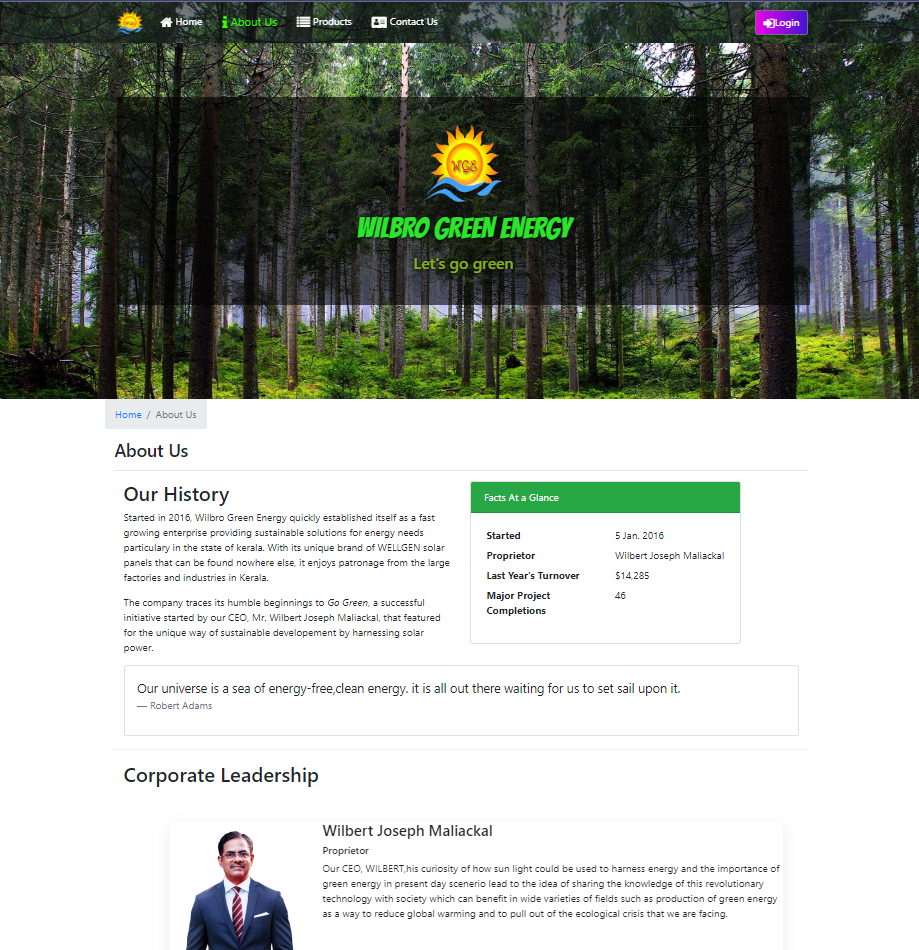 Home About Us Products Contact Us Login
WGE
WILBRO GREEN ENERGY
Let's go green
Home / About Us
About Us
Our History
Started in 2016, Wilbro Green Energy quickly established itself as a fast
growing enterprise providing sustainable solutions for energy needs
particulary in the state of kerala. With its unique brand of WELLGEN solar
panels that can be found nowhere else, it enjoys patronage from the large
factories and industries in Kerala.
The company traces its humble beginnings to Go Green, a successful
initiative started by our CEO, Mr. Wilbert Joseph Maliackal, that featured
for the unique way of sustainable developement by harnessing solar
power.
Facts At a Glance
Started 5 Jan. 2016
Proprietor Wilbert Joseph Maliackal
Last Year's Turnover $14,285
Major Project 46
Completions
Our universe is a sea of energy-free,clean energy. it is all out there waiting for us to set sail upon it.
— Robert Adams
Corporate Leadership
Wilbert Joseph Maliackal
Proprietor
Our CEO, WILBERT,his curiosity of how sun light could be used to harness energy and the importance of
green energy in present day scenerio lead to the idea of sharing the knowledge of this revolutionary
technology with society which can benefit in wide varieties of fields such as production of green energy
as a way to reduce global warming and to pull out of the ecological crisis that we are facing.